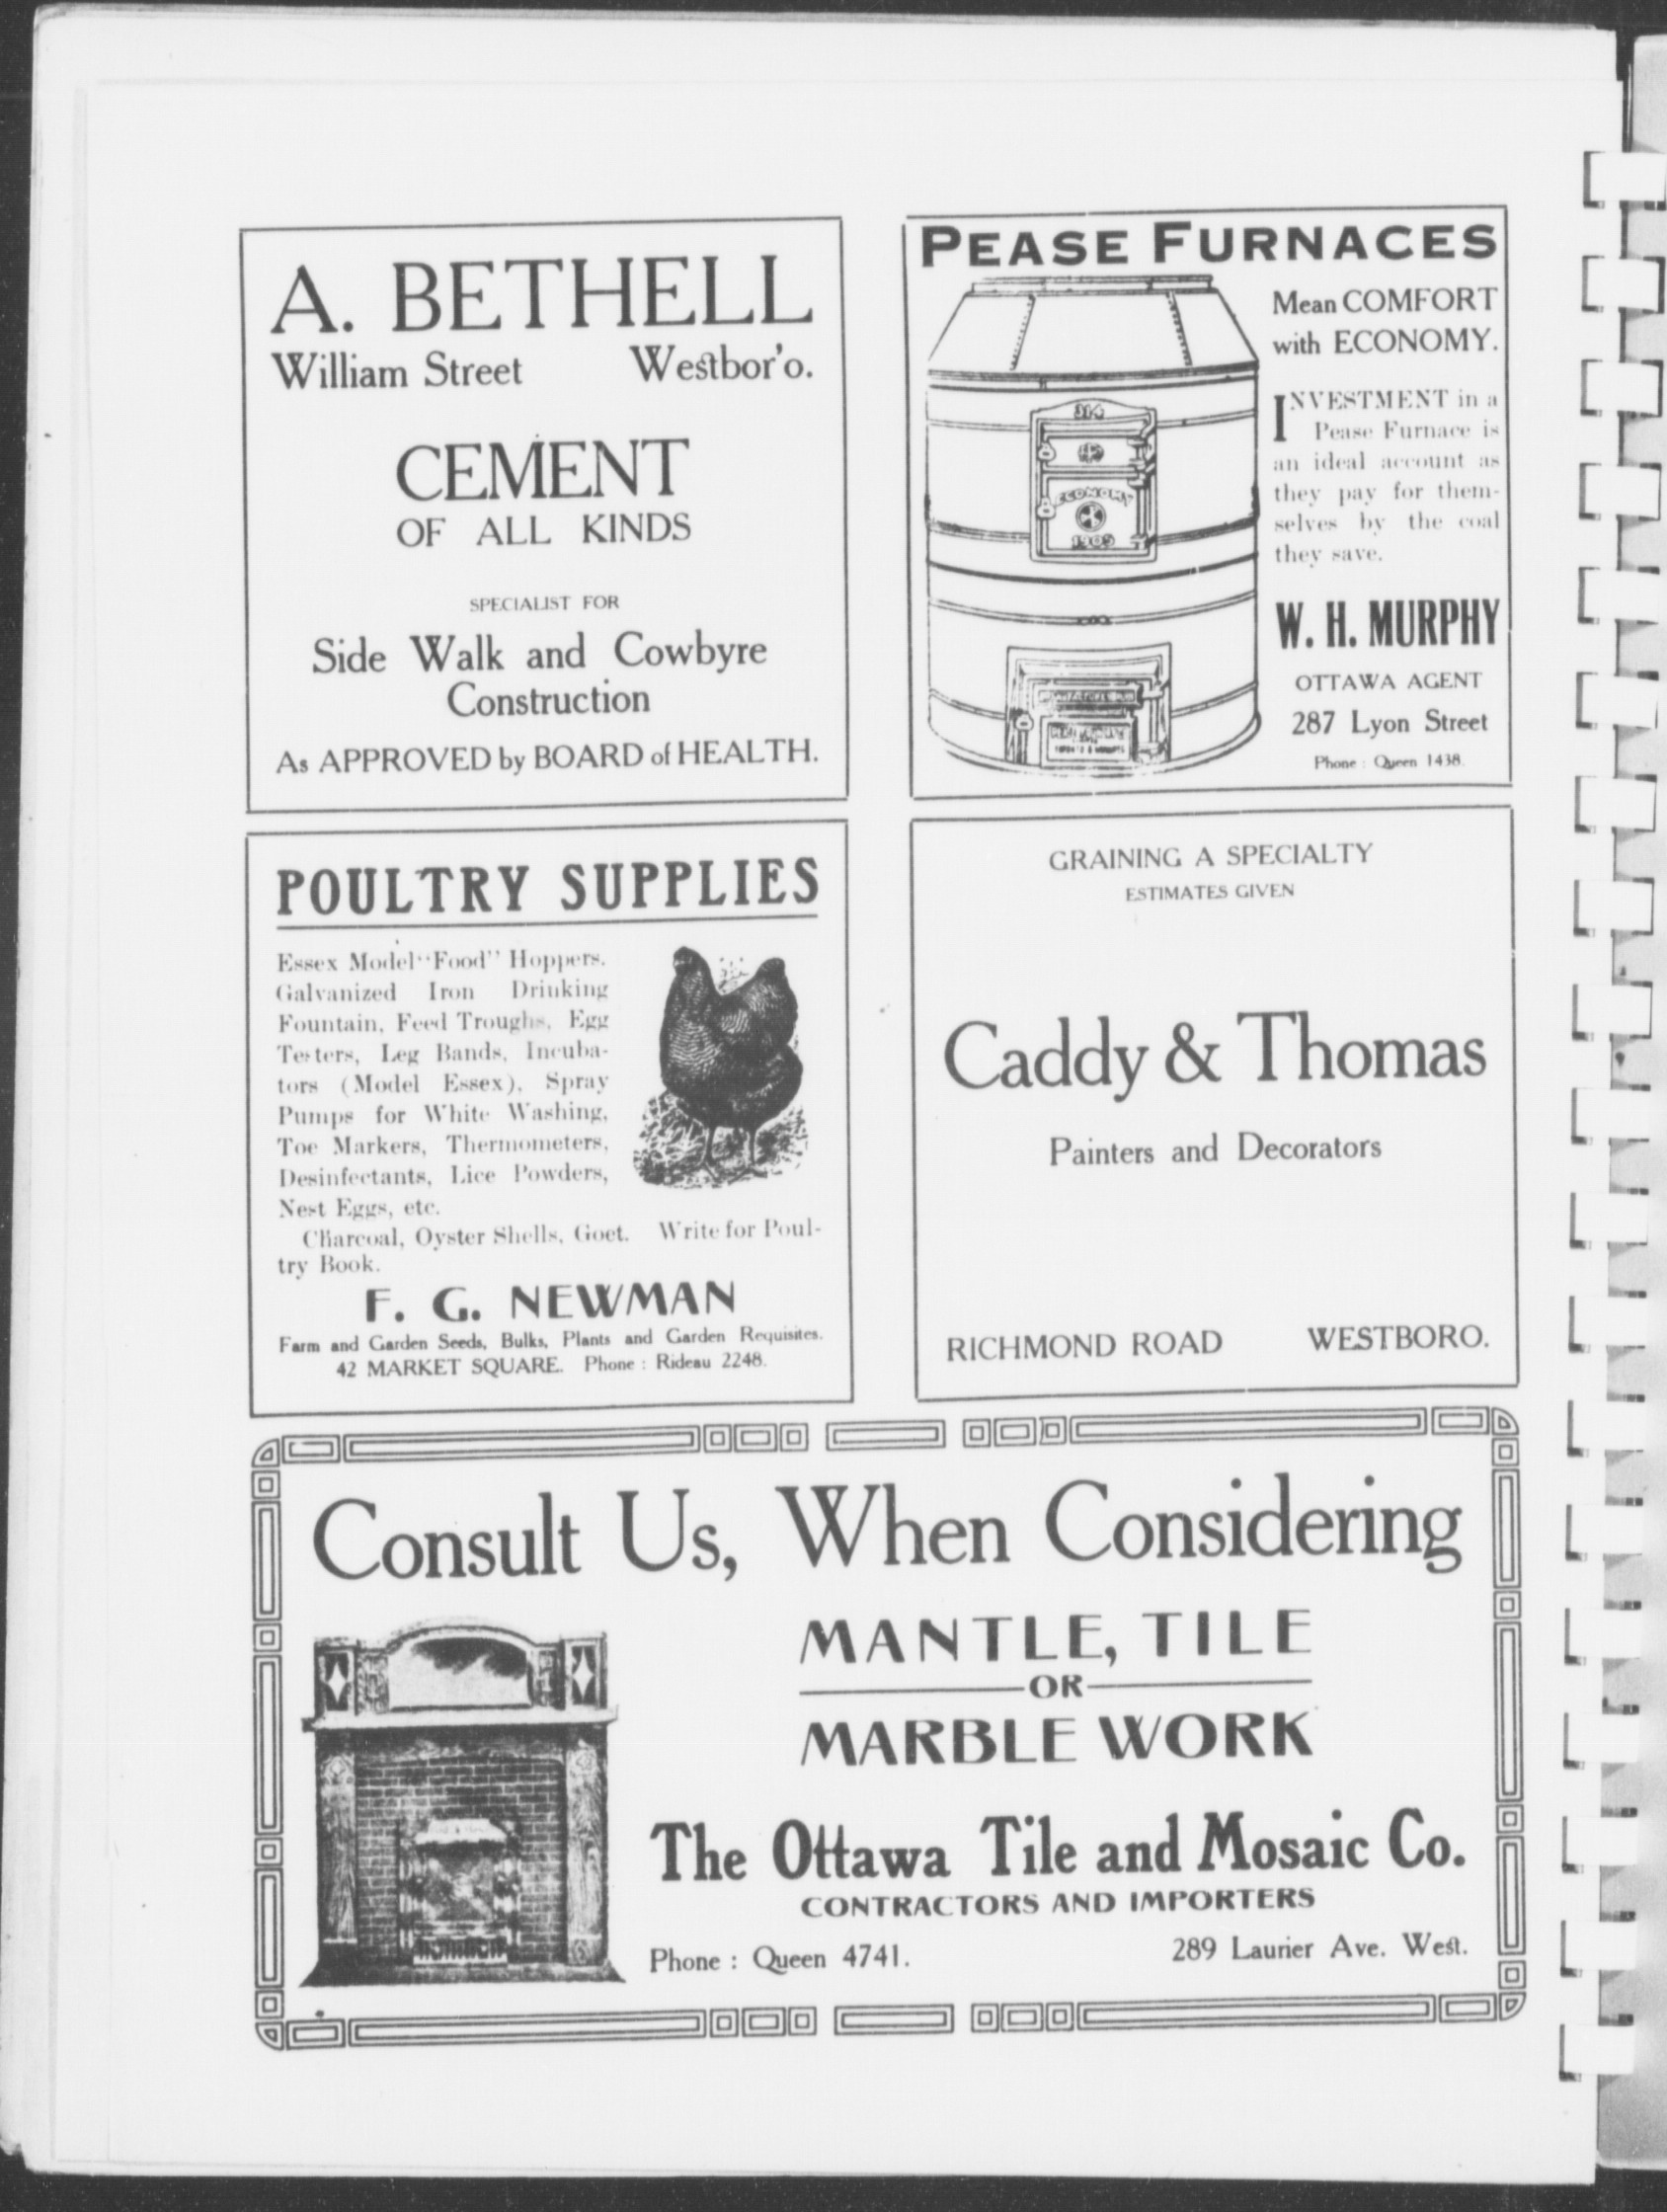 A. BETHELL
William Street Westbor'o.
CEMENT
OF ALL KINDS
SPECIALIST FOR
Side Walk and Cowbyre
Construction
As APPROVED by BOARD of HEALTH.
PEASE FURNACES
Mean COMFORT
with ECONOMY.
INVESTMENT in a
Pease Furnace is
an ideal account as
they pay for them-
selves by the coal
they save.
314
ECONOMY
1905
W. H. MURPHY
OTTAWA AGENT
287 Lyon Street
Phone : Queen 1438.
POULTRY SUPPLIES
Essex Model "Food" Hoppers.
Galvanized Iron Driuking
Fountain, Feed Troughs, Egg
Testers, Leg Bands, Incuba-
tors (Model Essex), Spray
Pumps for White Washing,
Toe Markers, Thermometers,
Desinfectants, Lice Powders,
Nest Eggs, etc.
Charcoal, Oyster Shells, Goet. Write for Poul-
try Book.
F. G. NEWMAN
Farm and Garden Seeds, Bulks, Plants and Garden Requisites.
42 MARKET SQUARE. Phone : Rideau 2248.
GRAINING A SPECIALTY
ESTIMATES GIVEN
Caddy & Thomas
Painters and Decorators
RICHMOND ROAD WESTBORO.
Consult Us, When Considering
MANTLE, TILE
OR
MARBLE WORK
The Ottawa Tile and Mosaic Co.
CONTRACTORS AND IMPORTERS
Phone : Queen 4741. 289 Laurier Ave. West.